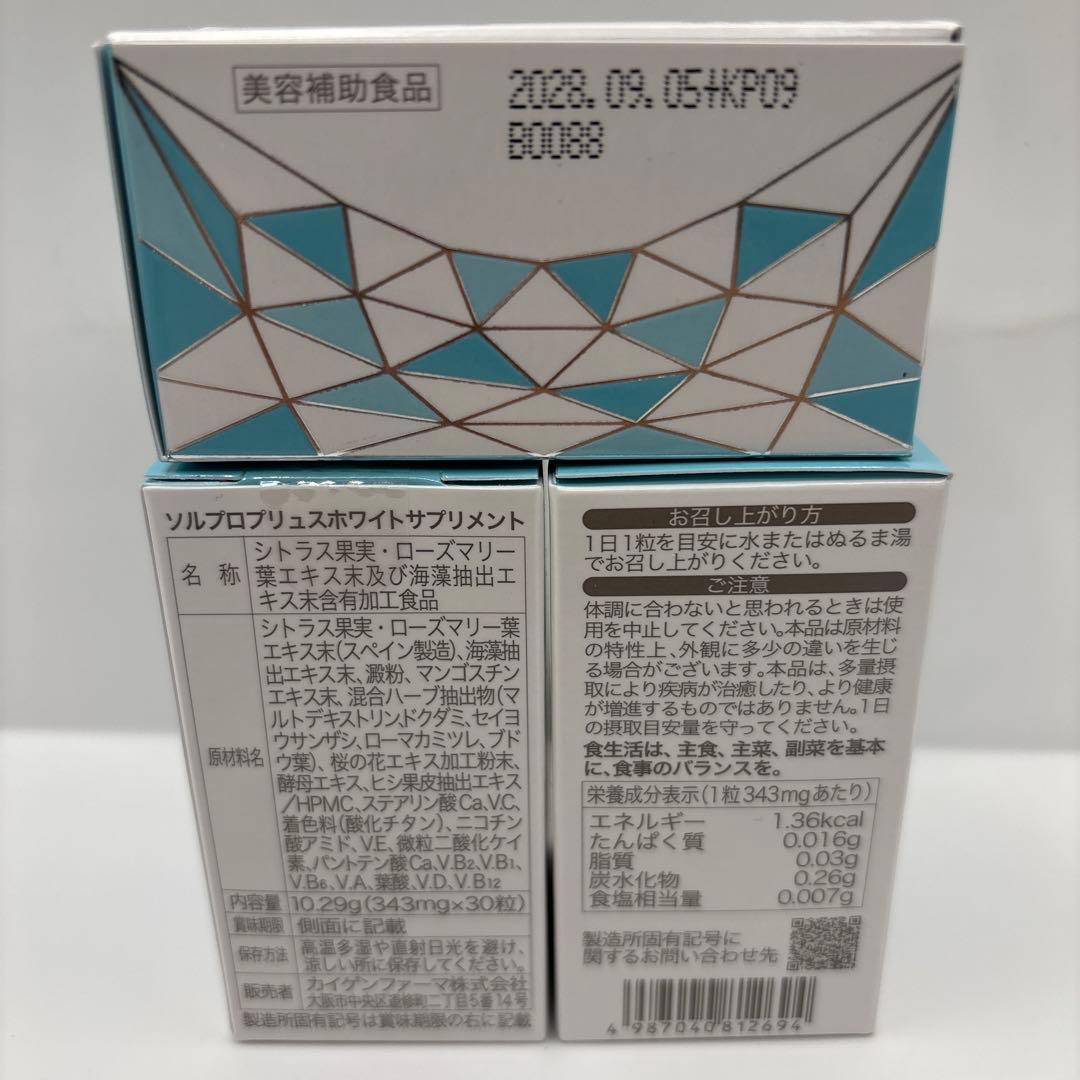 美容補助食品
2028.09.05+KP09
B0088
ソルプロプリュスホワイトサプリメント
名称
シトラス果実・ローズマリー
葉エキス末及び海藻抽出エ
キス末含有加工食品
原材料名
シトラス果実・ローズマリー葉
エキス末(スペイン製造)、海藻抽
出エキス末、澱粉、マンゴスチン
エキス末、混合ハーブ抽出物(マ
ルトデキストリン、ドクダミ、セイヨ
ウサンザシ、ローマカミツレ、ブド
ウ葉)、桜の花エキス加工粉末、
酵母エキス、ヒシ果皮抽出エキス
/HPMC、ステアリン酸Ca、V.C、
着色料(酸化チタン)、ニコチン
酸アミド、V.E、微粒二酸化ケイ
素、パントテン酸Ca、V.B2、V.B1、
V.B6、V.A、葉酸、V.D、V.B12
内容量 10.29g(343mg×30粒)
賞味期限 側面に記載
保存方法
高温多湿や直射日光を避け、
涼しい所に保存してください。
販売者
カイゲンファーマ株式会社
大阪市中央区道修町二丁目5番14号
製造所固有記号は賞味期限の右に記載
お召し上がり方
1日1粒を目安に水またはぬるま湯
でお召し上がりください。
ご注意
体調に合わないと思われるときは使
用を中止してください。本品は原材料
の特性上、外観に多少の違いを生じ
る場合がございます。本品は、多量摂
取により疾病が治癒したり、より健康
が増進するものではありません。1日
の摂取目安量を守ってください。
食生活は、主食、主菜、副菜を基本
に、食事のバランスを。
栄養成分表示(1粒343mgあたり)
エネルギー 1.36kcal
たんぱく質 0.016g
脂質 0.03g
炭水化物 0.26g
食塩相当量 0.007g
製造所固有記号に
関するお問い合わせ先
4 987040 812694